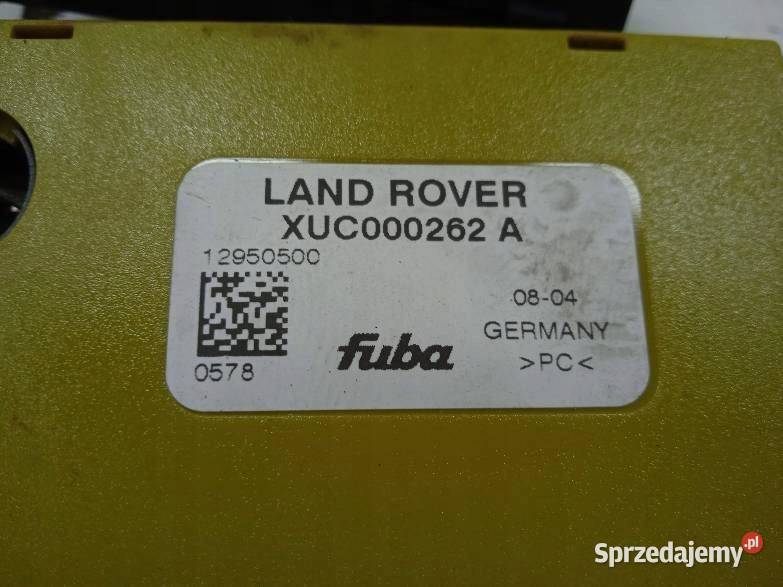 LAND ROVER
XUC000262 A
12950500
08-04
GERMANY
fuba
0578
>PC<
Sprzedajemy.pl